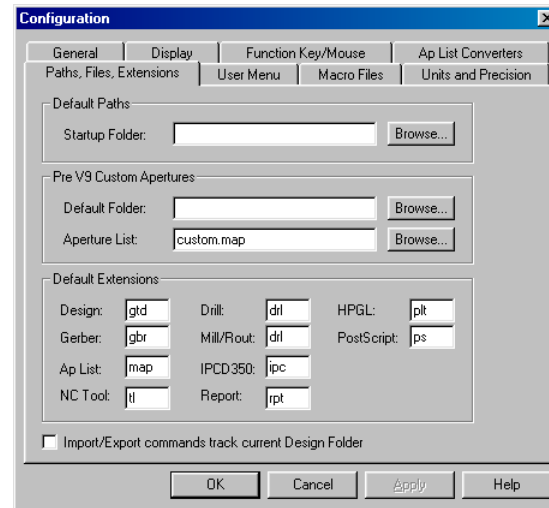 Configuration
General Display Function Key/Mouse Ap List Converters
Paths, Files, Extensions User Menu Macro Files Units and Precision
Default Paths
Startup Folder: Browse...
Pre V9 Custom Apertures
Default Folder: Browse...
Aperture List: custom.map Browse...
Default Extensions
Design: gtd Drill: drl HPGL: plt
Gerber: gbr Mill/Rout: drl PostScript: ps
Ap List: map IPCD350: ipc
NC Tool: tl Report: rpt
Import/Export commands track current Design Folder
OK Cancel Apply Help